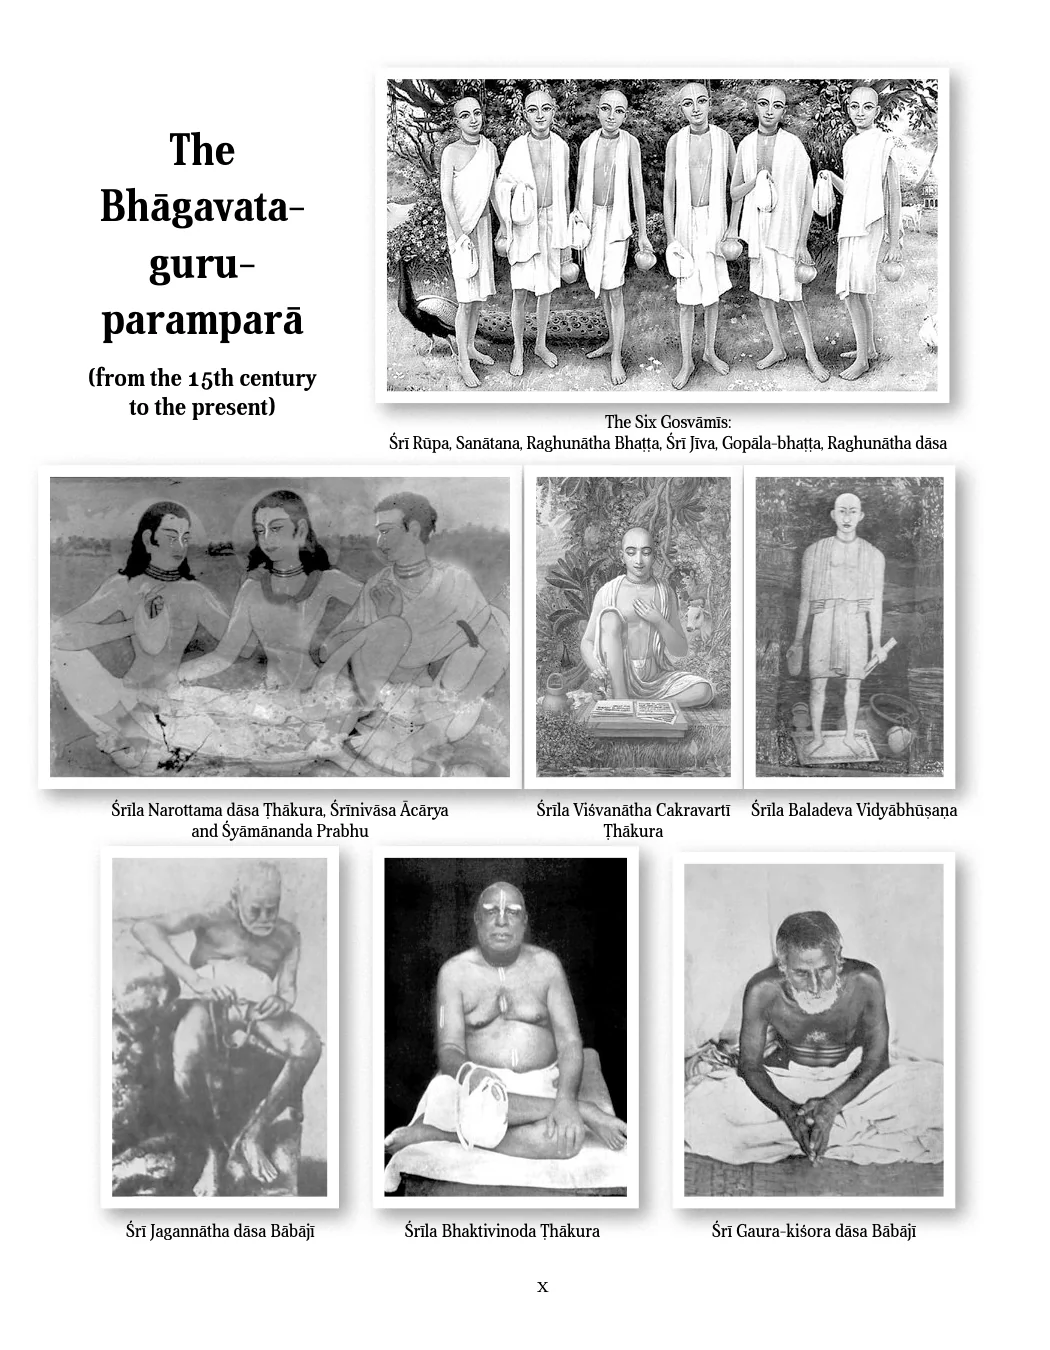 The
Bhāgavata-
guru-
paramparā
(from the 15th century
to the present)
The Six Gosvāmīs:
Śrī Rūpa, Sanātana, Raghunātha Bhaṭṭa, Śrī Jīva, Gopāla-bhaṭṭa, Raghunātha dāsa
Śrīla Narottama dāsa Ṭhākura, Śrīnivāsa Ācārya
and Śyāmānanda Prabhu
Śrīla Viśvanātha Cakravartī
Ṭhākura
Śrīla Baladeva Vidyābhūṣaṇa
Śrī Jagannātha dāsa Bābājī
Śrīla Bhaktivinoda Ṭhākura
Śrī Gaura-kiśora dāsa Bābājī
x